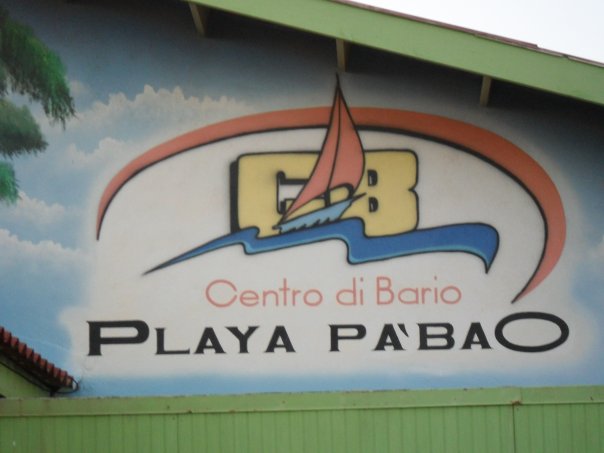 CB
Centro di Bario
PLAYA PA'BAO